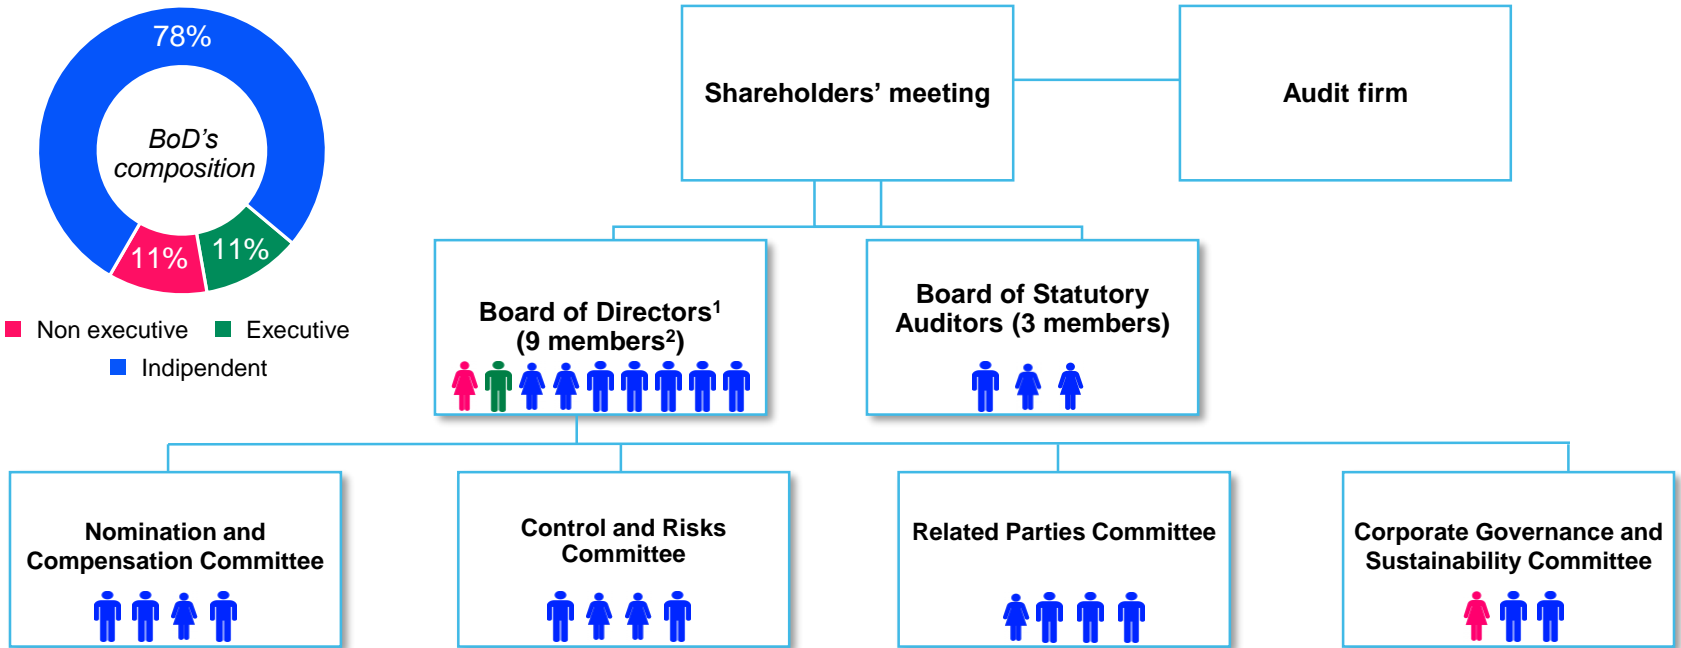 78%
BoD's
composition
11%
11%
Non executive
Executive
Indipendent
Shareholders' meeting
Audit firm
Board of Directors¹
(9 members²)
Board of Statutory
Auditors (3 members)
Nomination and
Compensation Committee
Control and Risks
Committee
Related Parties Committee
Corporate Governance and
Sustainability Committee